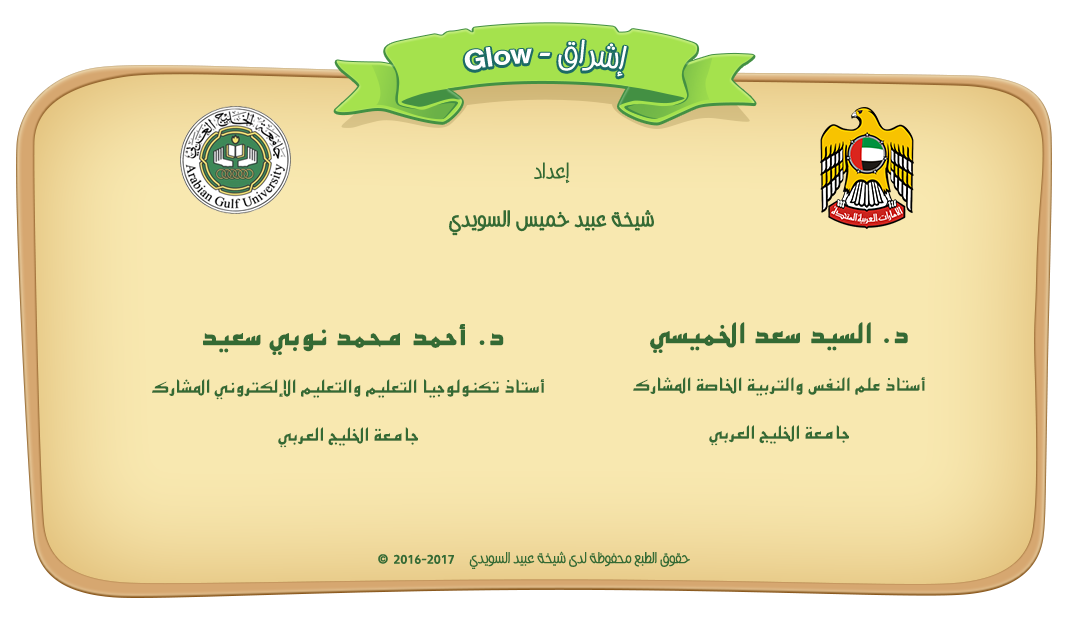 إشراق - Glow
جامعة الخليج العربي
Arabian Gulf University
الإمارات العربية المتحدة
إعداد
شيخة عبيد خميس السويدي
د. السيد سعد الخميسي
أستاذ علم النفس والتربية الخاصة المشارك
جامعة الخليج العربي
د. أحمد محمد نوبي سعيد
أستاذ تكنولوجيا التعليم والتعليم الإلكتروني المشارك
جامعة الخليج العربي
حقوق الطبع محفوظة لدى شيخة عبيد السويدي 2016-2017 ©